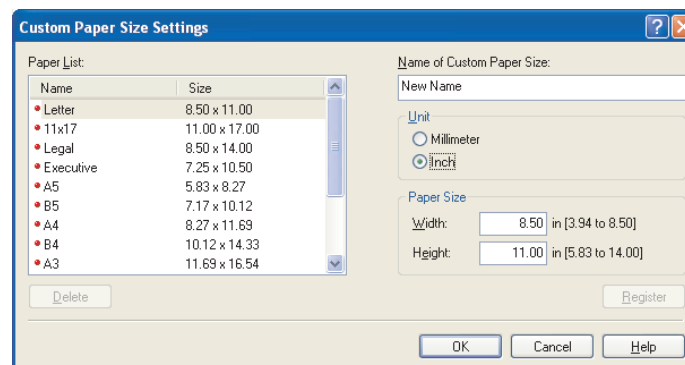 Custom Paper Size Settings
Paper List:
Name Size
Letter 8.50 x 11.00
11x17 11.00 x 17.00
Legal 8.50 x 14.00
Executive 7.25 x 10.50
A5 5.83 x 8.27
B5 7.17 x 10.12
A4 8.27 x 11.69
B4 10.12 x 14.33
A3 11.69 x 16.54
Delete
Name of Custom Paper Size:
New Name
Unit
Millimeter
Inch
Paper Size
Width: 8.50 in [3.94 to 8.50]
Height: 11.00 in [5.83 to 14.00]
Register
OK Cancel Help